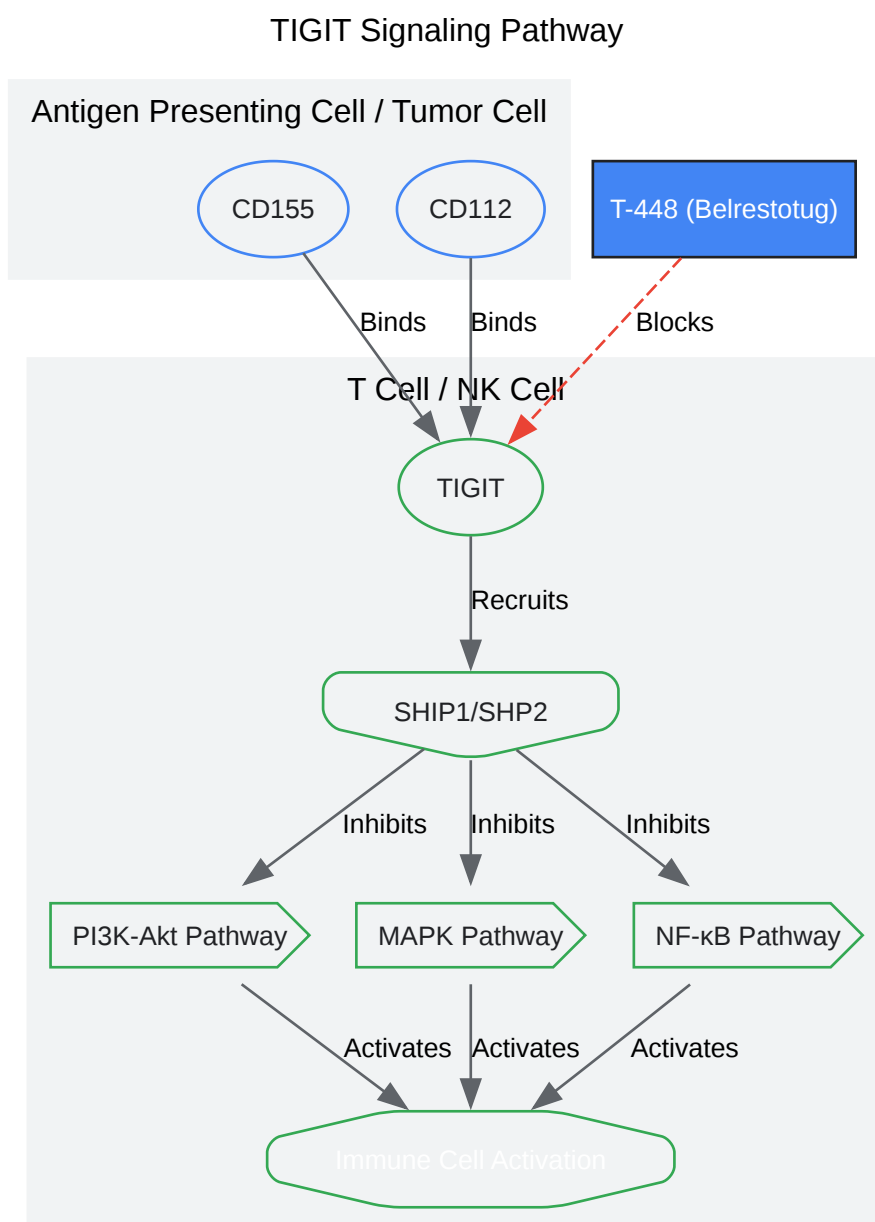 TIGIT Signaling Pathway
Antigen Presenting Cell / Tumor Cell
CD155
CD112
T-448 (Belrestotug)
Binds
Binds
Blocks
T Cell / NK Cell
TIGIT
Recruits
SHIP1/SHP2
Inhibits
Inhibits
Inhibits
PI3K-Akt Pathway
MAPK Pathway
NF-κB Pathway
Activates
Activates
Activates
Immune Cell Activation